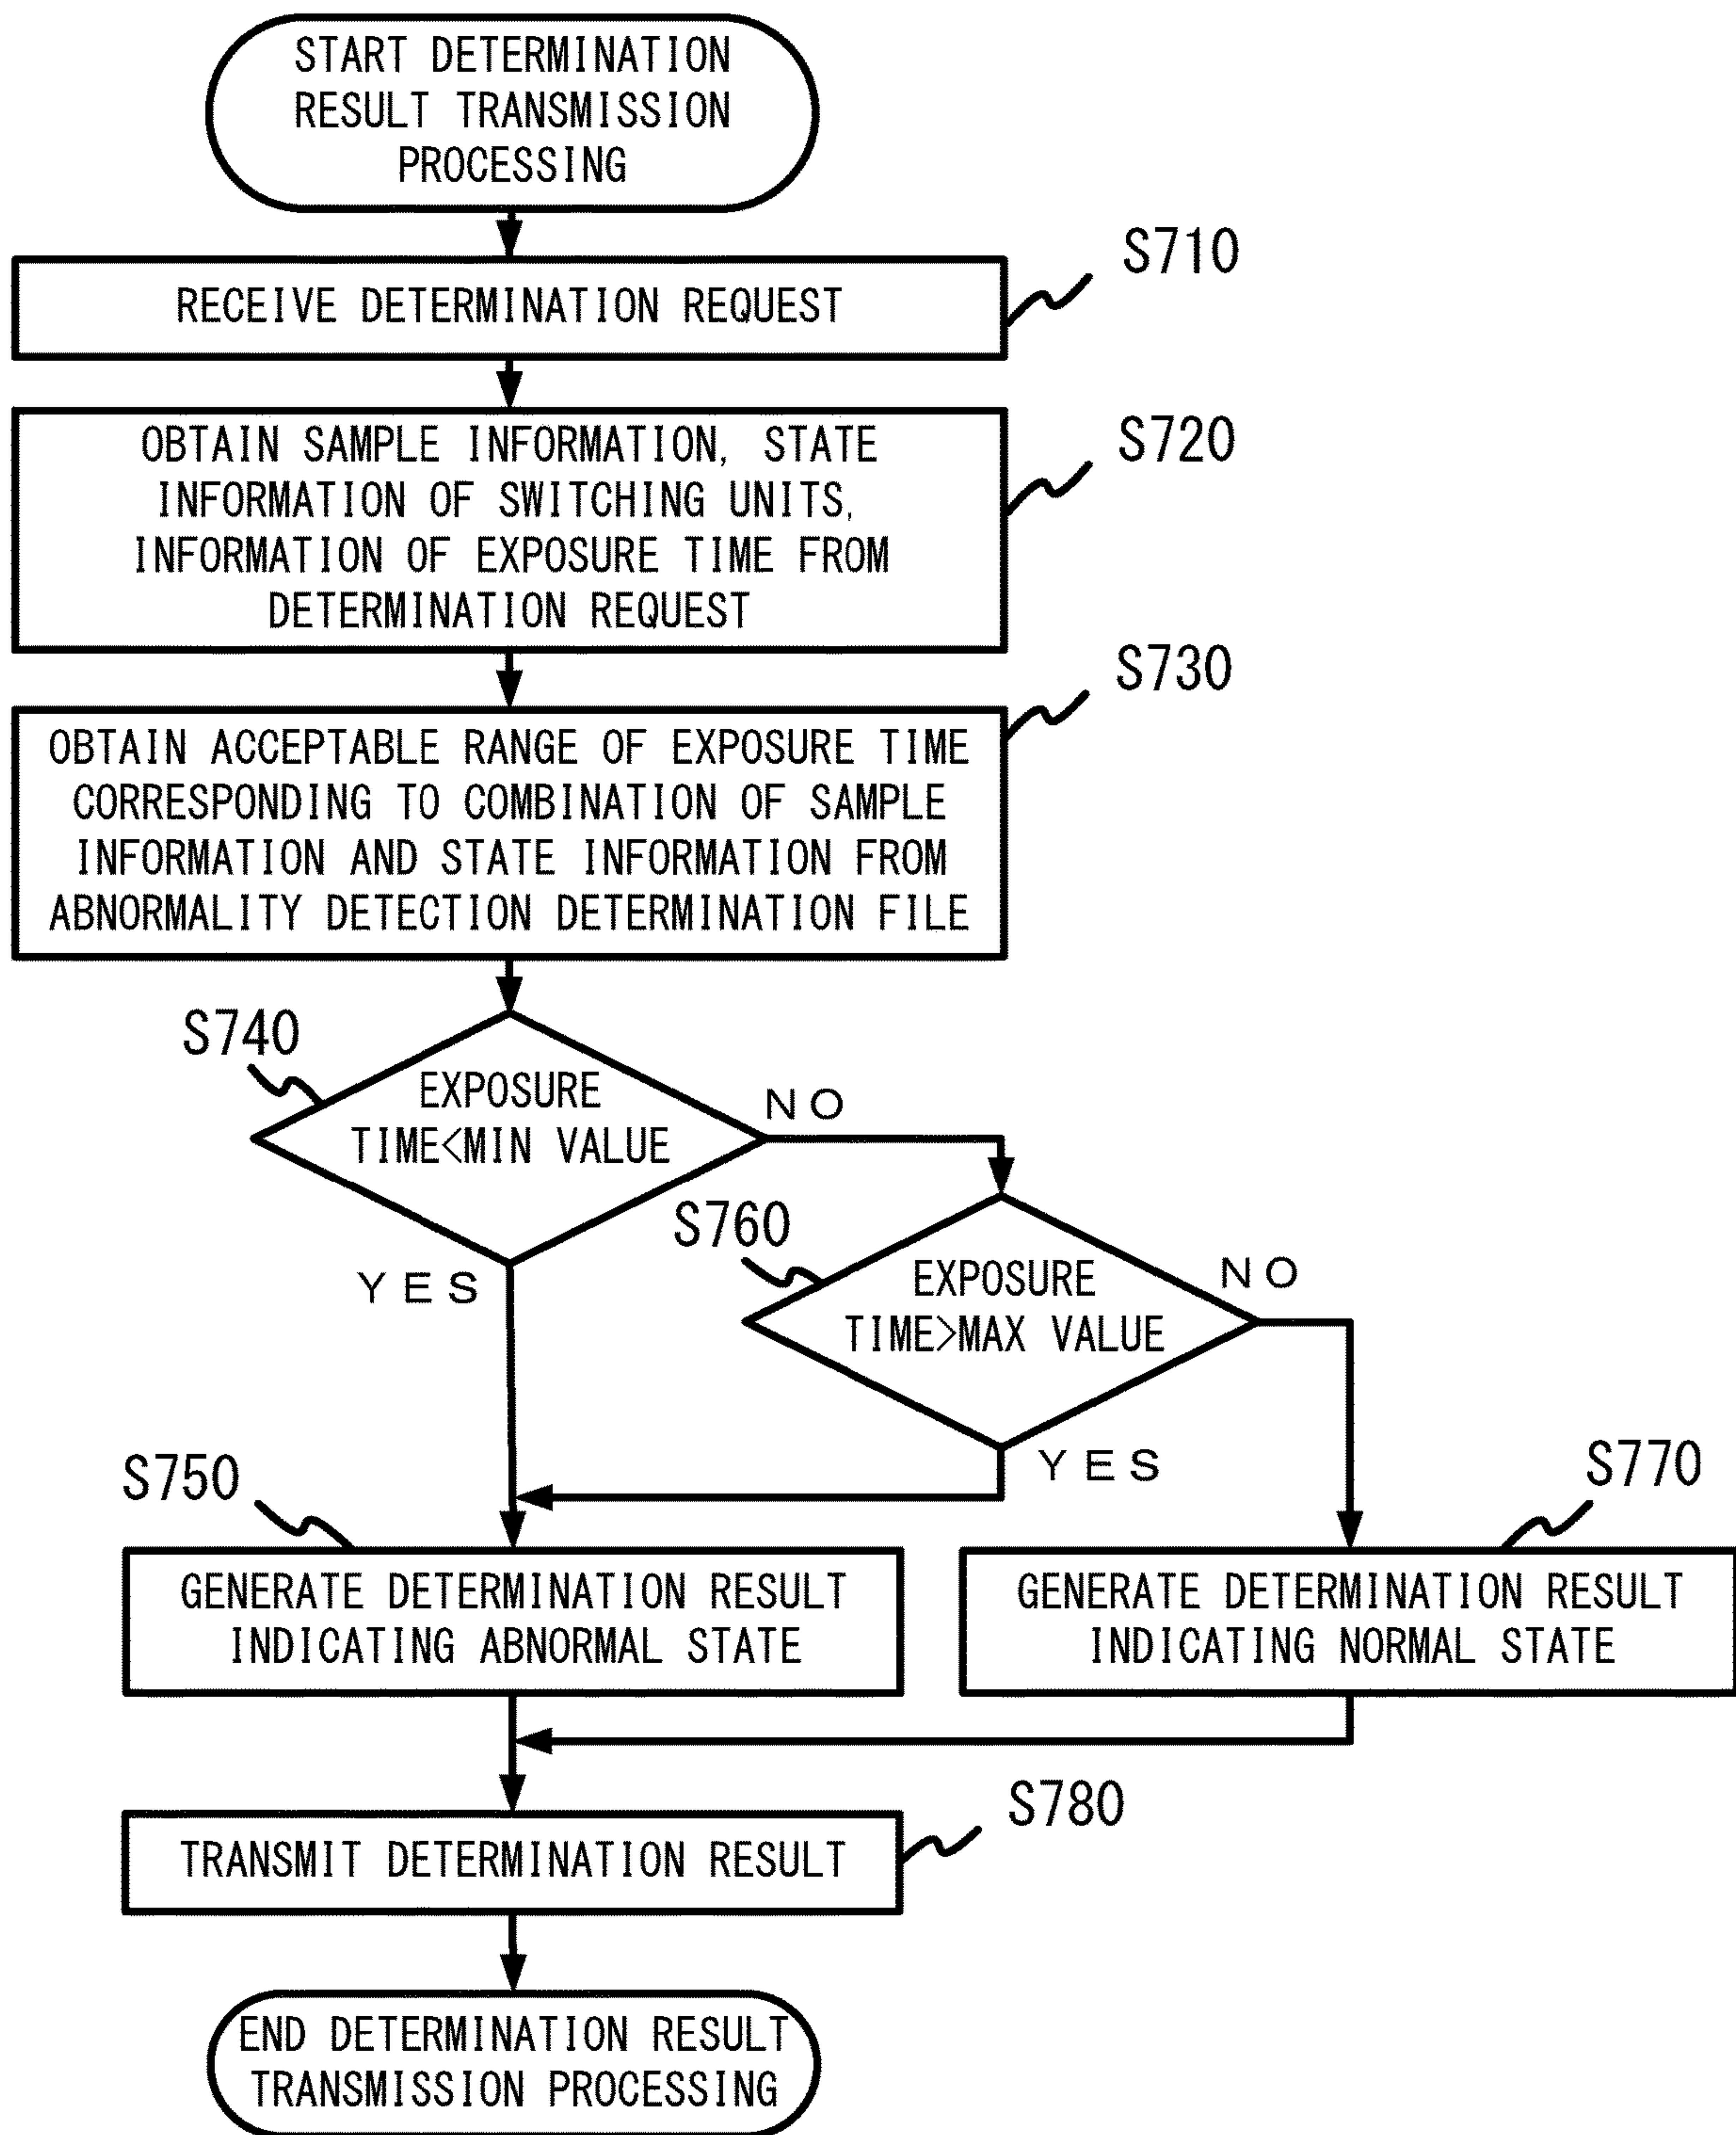 START DETERMINATION
RESULT TRANSMISSION
PROCESSING
S710
RECEIVE DETERMINATION REQUEST
S720
OBTAIN SAMPLE INFORMATION, STATE
INFORMATION OF SWITCHING UNITS,
INFORMATION OF EXPOSURE TIME FROM
DETERMINATION REQUEST
S730
OBTAIN ACCEPTABLE RANGE OF EXPOSURE TIME
CORRESPONDING TO COMBINATION OF SAMPLE
INFORMATION AND STATE INFORMATION FROM
ABNORMALITY DETECTION DETERMINATION FILE
S740
EXPOSURE
TIME<MIN VALUE
NO
YES
S760
EXPOSURE
TIME>MAX VALUE
NO
YES
S750
GENERATE DETERMINATION RESULT
INDICATING ABNORMAL STATE
S770
GENERATE DETERMINATION RESULT
INDICATING NORMAL STATE
S780
TRANSMIT DETERMINATION RESULT
END DETERMINATION RESULT
TRANSMISSION PROCESSING